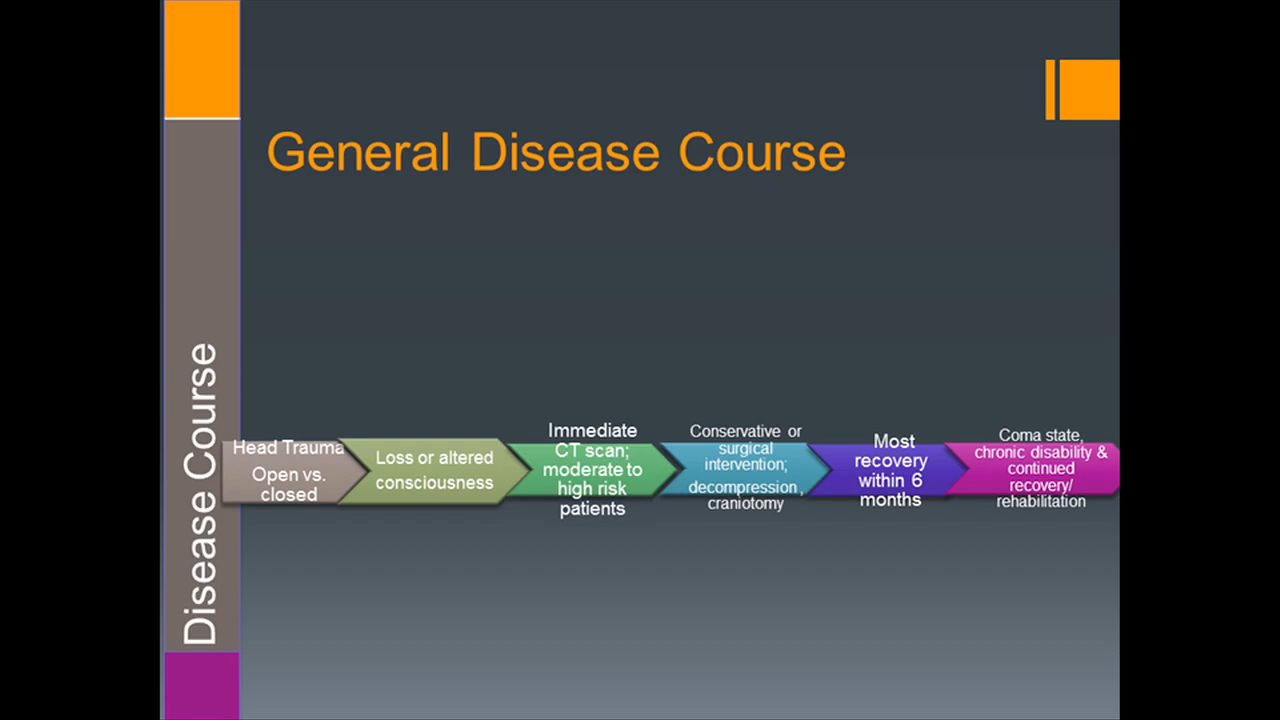 General Disease Course
Disease Course
Head Trauma
Open vs.
closed
Loss or altered
consciousness
Immediate
CT scan;
moderate to
high risk
patients
Conservative or
surgical
intervention;
decompression,
craniotomy
Most
recovery
within 6
months
Coma state,
chronic disability &
continued
recovery/
rehabilitation